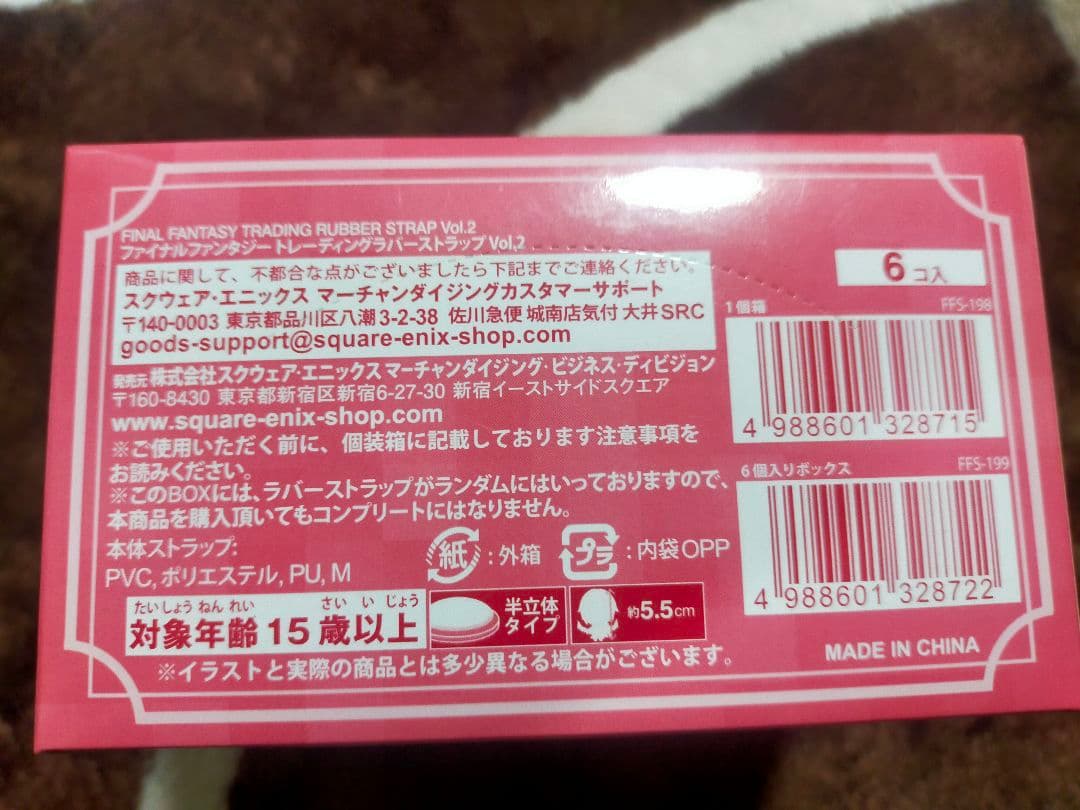 FINAL FANTASY TRADING RUBBER STRAP Vol.2
ファイナルファンタジー トレーディングラバーストラップ Vol.2
商品に関して、不都合な点がございましたら下記までご連絡ください。
スクウェア・エニックス マーチャンダイジングカスタマーサポート
〒140-0003 東京都品川区八潮3-2-38 佐川急便 城南店気付 大井SRC
goods-support@square-enix-shop.com
発売元 株式会社スクウェア・エニックス マーチャンダイジング・ビジネス・ディビジョン
〒160-8430 東京都新宿区新宿6-27-30 新宿イーストサイドスクエア
www.square-enix-shop.com
※ご使用いただく前に、個装箱に記載しております注意事項を
お読みください。
※このBOXには、ラバーストラップがランダムにはいっておりますので、
本商品を購入頂いてもコンプリートにはなりません。
本体ストラップ:
PVC, ポリエステル, PU, M
紙 : 外箱
プラ : 内袋OPP
たいしょうねんれい さいいじょう
対象年齢 15 歳以上
半立体
タイプ
約5.5cm
※イラストと実際の商品とは多少異なる場合がございます。
6コ入
1個箱 FFS-198
4 988601 328715
6個入りボックス FFS-199
4 988601 328722
MADE IN CHINA